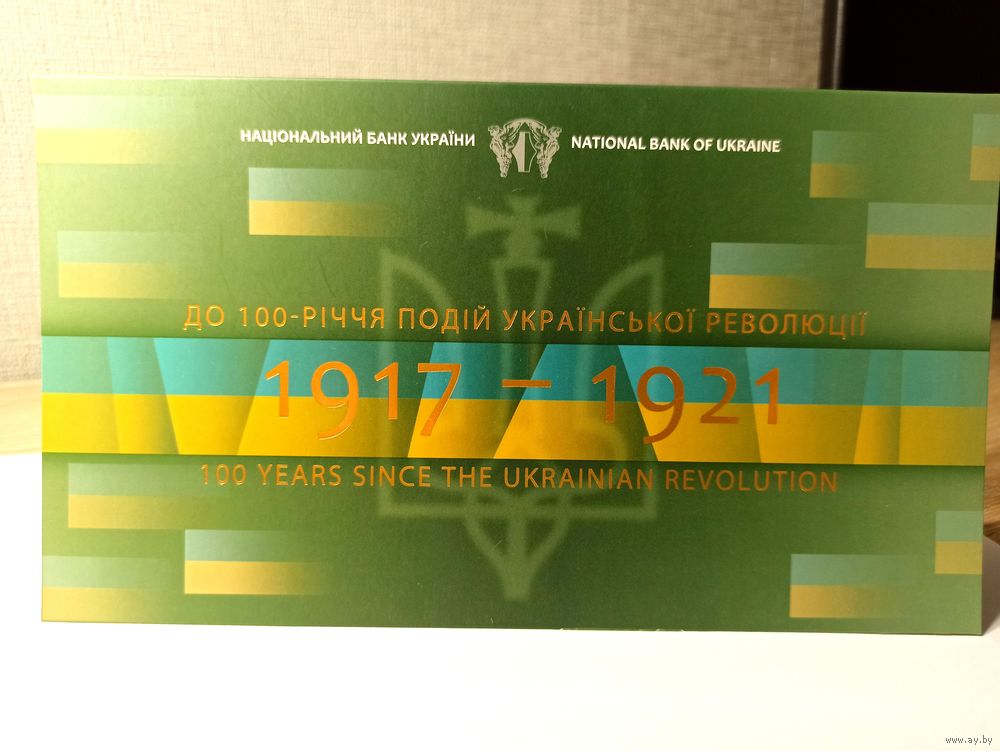 НАЦІОНАЛЬНИЙ БАНК УКРАЇНИ NATIONAL BANK OF UKRAINE
ДО 100-РІЧЧЯ ПОДІЙ УКРАЇНСЬКОЇ РЕВОЛЮЦІЇ
1917 – 1921
100 YEARS SINCE THE UKRAINIAN REVOLUTION
www.ay.by